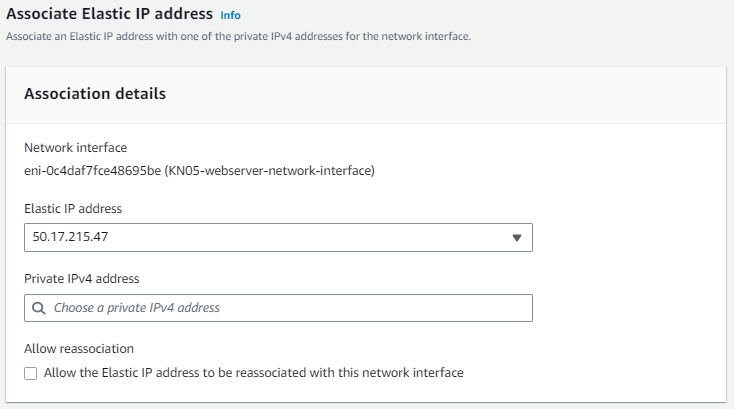 Associate Elastic IP address Info
Associate an Elastic IP address with one of the private IPv4 addresses for the network interface.
Association details
Network interface
eni-0c4daf7fce48695be (KN05-webserver-network-interface)
Elastic IP address
50.17.215.47
Private IPv4 address
Choose a private IPv4 address
Allow reassociation
Allow the Elastic IP address to be reassociated with this network interface